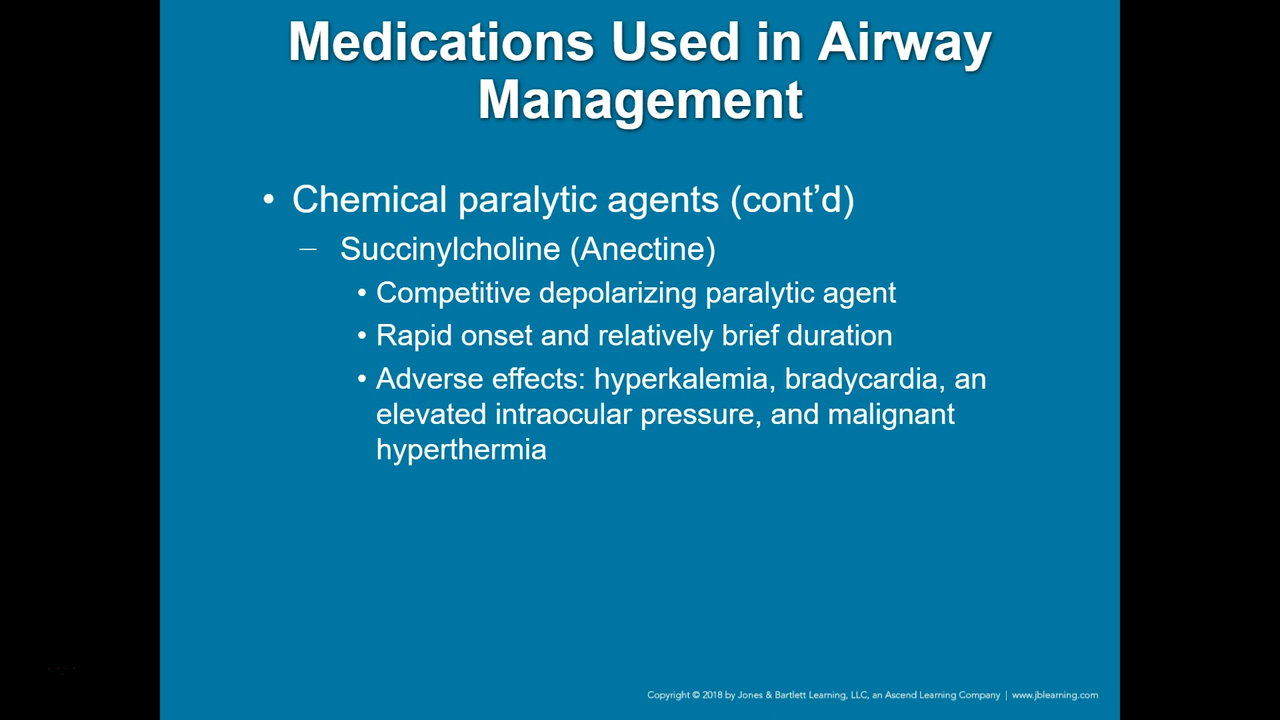 Medications Used in Airway
Management
• Chemical paralytic agents (cont’d)
– Succinylcholine (Anectine)
• Competitive depolarizing paralytic agent
• Rapid onset and relatively brief duration
• Adverse effects: hyperkalemia, bradycardia, an
elevated intraocular pressure, and malignant
hyperthermia
Copyright © 2018 by Jones & Bartlett Learning, LLC, an Ascend Learning Company | www.jblearning.com